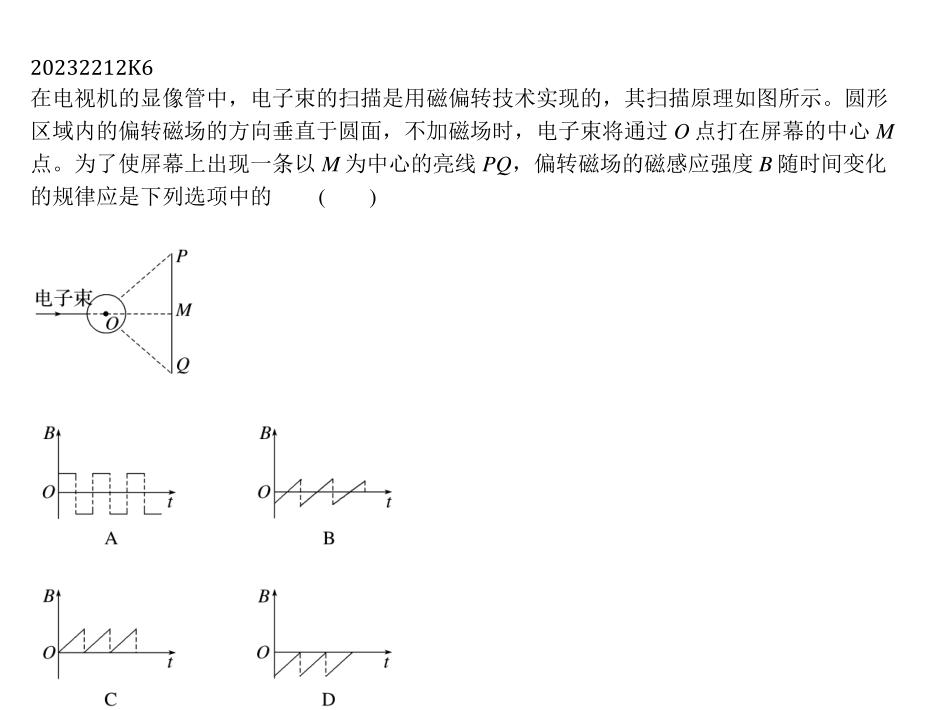 20232212K6
在电视机的显像管中，电子束的扫描是用磁偏转技术实现的，其扫描原理如图所示。圆形
区域内的偏转磁场的方向垂直于圆面，不加磁场时，电子束将通过 O 点打在屏幕的中心 M
点。为了使屏幕上出现一条以 M 为中心的亮线 PQ，偏转磁场的磁感应强度 B 随时间变化
的规律应是下列选项中的 ( )
P
电子束
O
M
Q
B
O
t
A
B
O
t
B
B
O
t
C
B
O
t
D